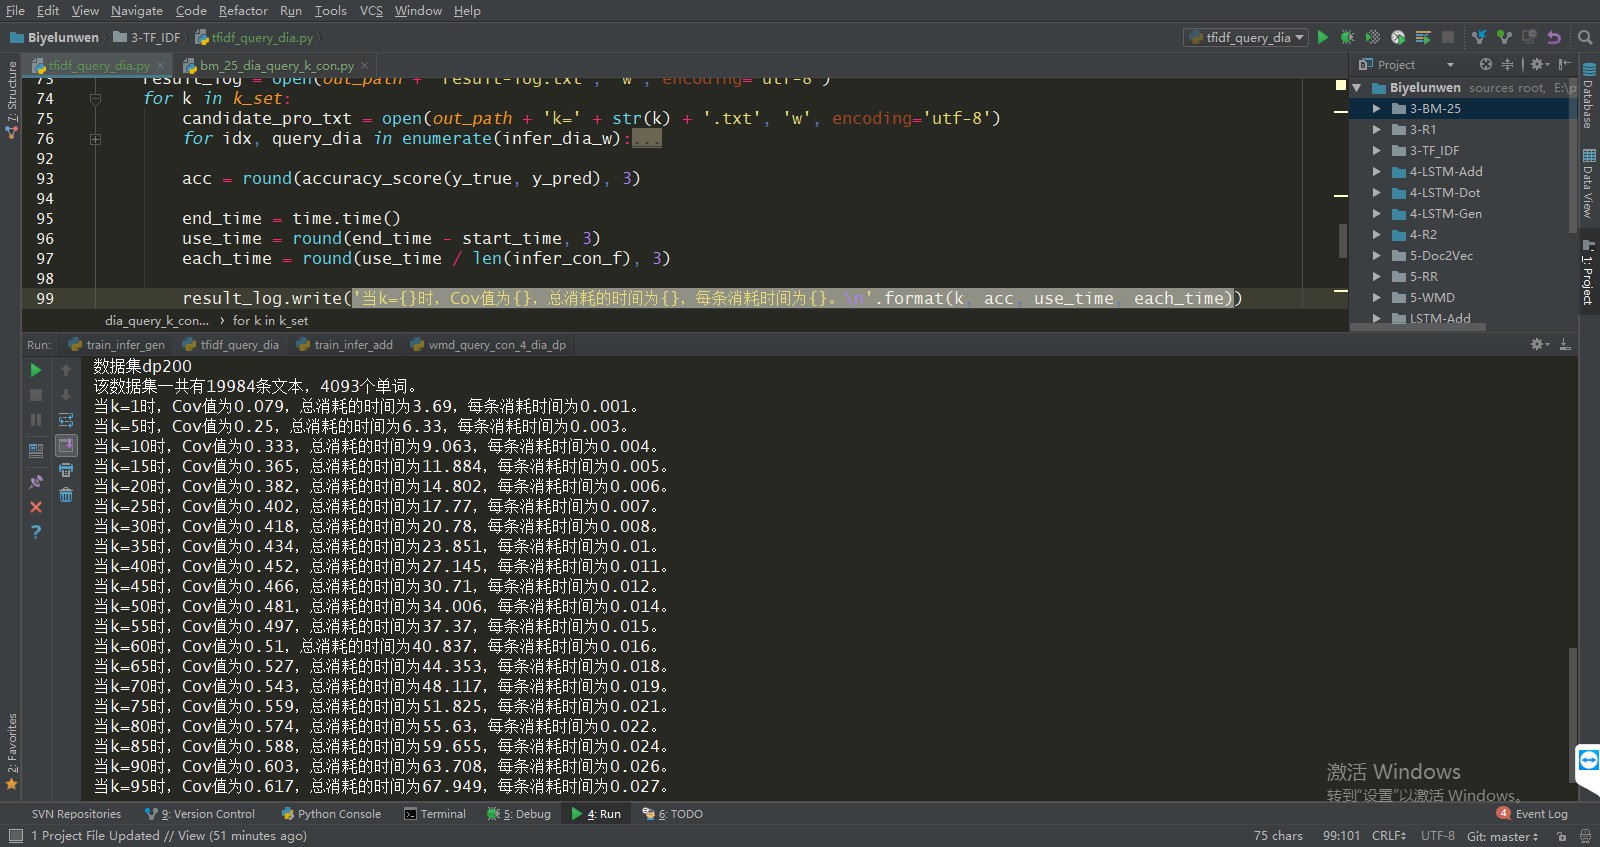 File Edit View Navigate Code Refactor Run Tools VCS Window Help
Biyelunwen 3-TF_IDF tfidf_query_dia.py tfidf_query_dia
tfidf_query_dia.py bm_25_dia_query_k_con.py Project
73 result_log = open(out_path + 'result-log.txt', 'w', encoding='utf-8')
74 for k in k_set:
75 candidate_pro_txt = open(out_path + 'k=' + str(k) + '.txt', 'w', encoding='utf-8')
76 for idx, query_dia in enumerate(infer_dia_w):...
92
93 acc = round(accuracy_score(y_true, y_pred), 3)
94
95 end_time = time.time()
96 use_time = round(end_time - start_time, 3)
97 each_time = round(use_time / len(infer_con_f), 3)
98
99 result_log.write('当k={}时，Cov值为{}，总消耗的时间为{}，每条消耗时间为{}。\n'.format(k, acc, use_time, each_time))
dia_query_k_con... › for k in k_set
Biyelunwen sources root, E:\p
3-BM-25
3-R1
3-TF_IDF
4-LSTM-Add
4-LSTM-Dot
4-LSTM-Gen
4-R2
5-Doc2Vec
5-RR
5-WMD
LSTM-Add
7: Structure
2: Favorites
Database
Data View
1: Project
Run: train_infer_gen tfidf_query_dia train_infer_add wmd_query_con_4_dia_dp
数据集dp200
该数据集一共有19984条文本，4093个单词。
当k=1时，Cov值为0.079，总消耗的时间为3.69，每条消耗时间为0.001。
当k=5时，Cov值为0.25，总消耗的时间为6.33，每条消耗时间为0.003。
当k=10时，Cov值为0.333，总消耗的时间为9.063，每条消耗时间为0.004。
当k=15时，Cov值为0.365，总消耗的时间为11.884，每条消耗时间为0.005。
当k=20时，Cov值为0.382，总消耗的时间为14.802，每条消耗时间为0.006。
当k=25时，Cov值为0.402，总消耗的时间为17.77，每条消耗时间为0.007。
当k=30时，Cov值为0.418，总消耗的时间为20.78，每条消耗时间为0.008。
当k=35时，Cov值为0.434，总消耗的时间为23.851，每条消耗时间为0.01。
当k=40时，Cov值为0.452，总消耗的时间为27.145，每条消耗时间为0.011。
当k=45时，Cov值为0.466，总消耗的时间为30.71，每条消耗时间为0.012。
当k=50时，Cov值为0.481，总消耗的时间为34.006，每条消耗时间为0.014。
当k=55时，Cov值为0.497，总消耗的时间为37.37，每条消耗时间为0.015。
当k=60时，Cov值为0.51，总消耗的时间为40.837，每条消耗时间为0.016。
当k=65时，Cov值为0.527，总消耗的时间为44.353，每条消耗时间为0.018。
当k=70时，Cov值为0.543，总消耗的时间为48.117，每条消耗时间为0.019。
当k=75时，Cov值为0.559，总消耗的时间为51.825，每条消耗时间为0.021。
当k=80时，Cov值为0.574，总消耗的时间为55.63，每条消耗时间为0.022。
当k=85时，Cov值为0.588，总消耗的时间为59.655，每条消耗时间为0.024。
当k=90时，Cov值为0.603，总消耗的时间为63.708，每条消耗时间为0.026。
当k=95时，Cov值为0.617，总消耗的时间为67.949，每条消耗时间为0.027。
激活 Windows
转到“设置”以激活 Windows。
SVN Repositories 9: Version Control Python Console Terminal 5: Debug 4: Run 6: TODO 4 Event Log
1 Project File Updated // View (51 minutes ago) 75 chars 99:101 CRLF UTF-8 Git: master